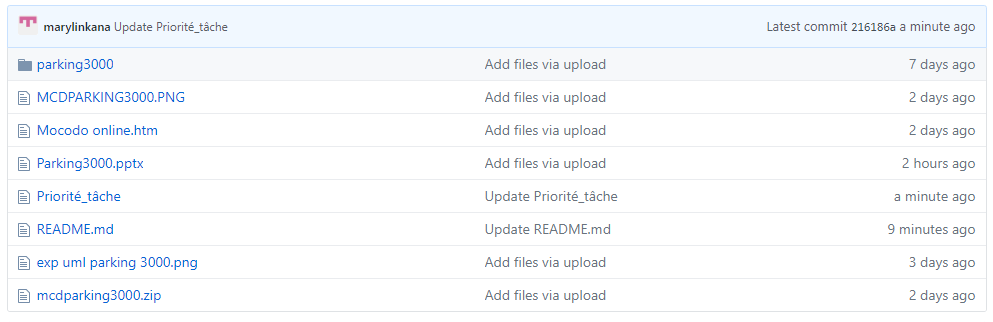 marylinkana Update Priorité_tâche Latest commit 216186a a minute ago
parking3000 Add files via upload 7 days ago
MCDPARKING3000.PNG Add files via upload 2 days ago
Mocodo online.htm Add files via upload 2 days ago
Parking3000.pptx Add files via upload 2 hours ago
Priorité_tâche Update Priorité_tâche a minute ago
README.md Update README.md 9 minutes ago
exp uml parking 3000.png Add files via upload 3 days ago
mcdparking3000.zip Add files via upload 2 days ago